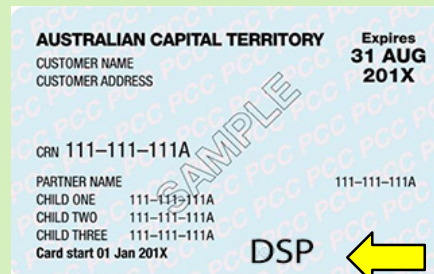 AUSTRALIAN CAPITAL TERRITORY
Expires
31 AUG
201X
CUSTOMER NAME
CUSTOMER ADDRESS
SAMPLE
CRN 111–111–111A
PARTNER NAME 111–111–111A
CHILD ONE 111–111–111A
CHILD TWO 111–111–111A
CHILD THREE 111–111–111A
Card start 01 Jan 201X
DSP